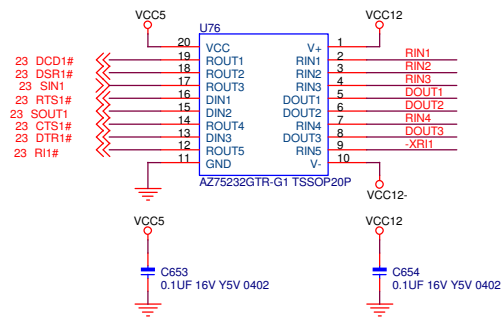 VCC5
U76
VCC12
20 VCC V+ 1
23 DCD1# 19 ROUT1 RIN1 2 RIN1
23 DSR1# 18 ROUT2 RIN2 3 RIN2
23 SIN1 17 ROUT3 RIN3 4 RIN3
23 RTS1# 16 DIN1 DOUT1 5 DOUT1
23 SOUT1 15 DIN2 DOUT2 6 DOUT2
23 CTS1# 14 ROUT4 RIN4 7 RIN4
23 DTR1# 13 DIN3 DOUT3 8 DOUT3
23 RI1# 12 ROUT5 RIN5 9 -XRI1
11 GND V- 10
AZ75232GTR-G1 TSSOP20P
VCC12-
VCC5
VCC12
C653
0.1UF 16V Y5V 0402
C654
0.1UF 16V Y5V 0402